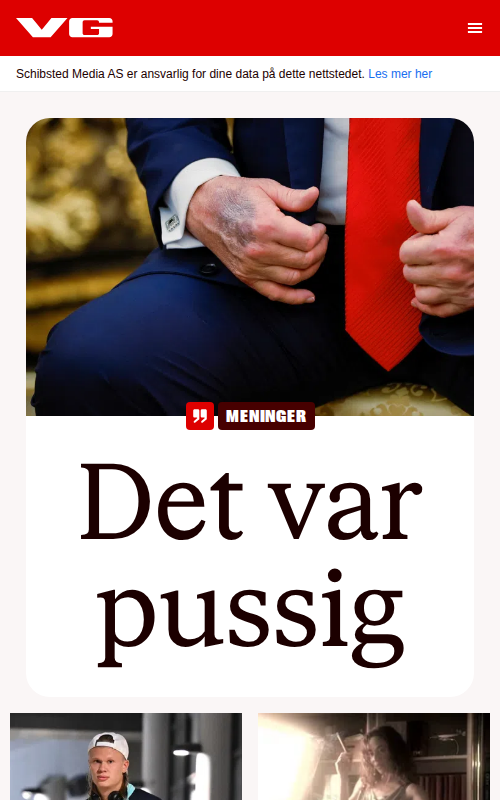 VG
Schibsted Media AS er ansvarlig for dine data på dette nettstedet. Les mer her
MENINGER
Det var
pussig